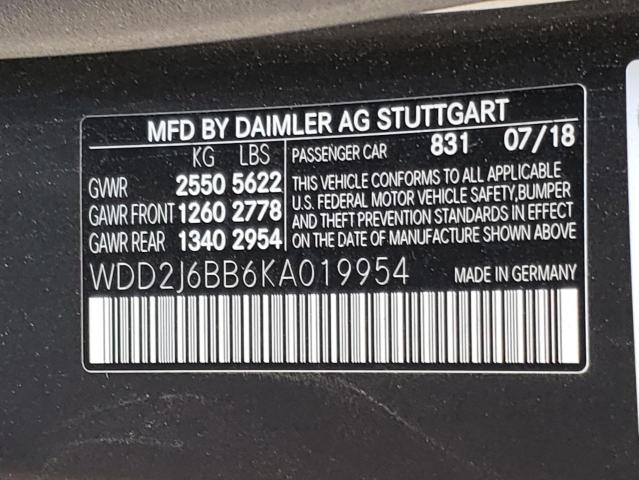 MFD BY DAIMLER AG STUTTGART
KG LBS
GVWR 2550 5622
GAWR FRONT 1260 2778
GAWR REAR 1340 2954
PASSENGER CAR 831 07/18
THIS VEHICLE CONFORMS TO ALL APPLICABLE
U.S. FEDERAL MOTOR VEHICLE SAFETY,BUMPER
AND THEFT PREVENTION STANDARDS IN EFFECT
ON THE DATE OF MANUFACTURE SHOWN ABOVE
WDD2J6BB6KA019954
MADE IN GERMANY